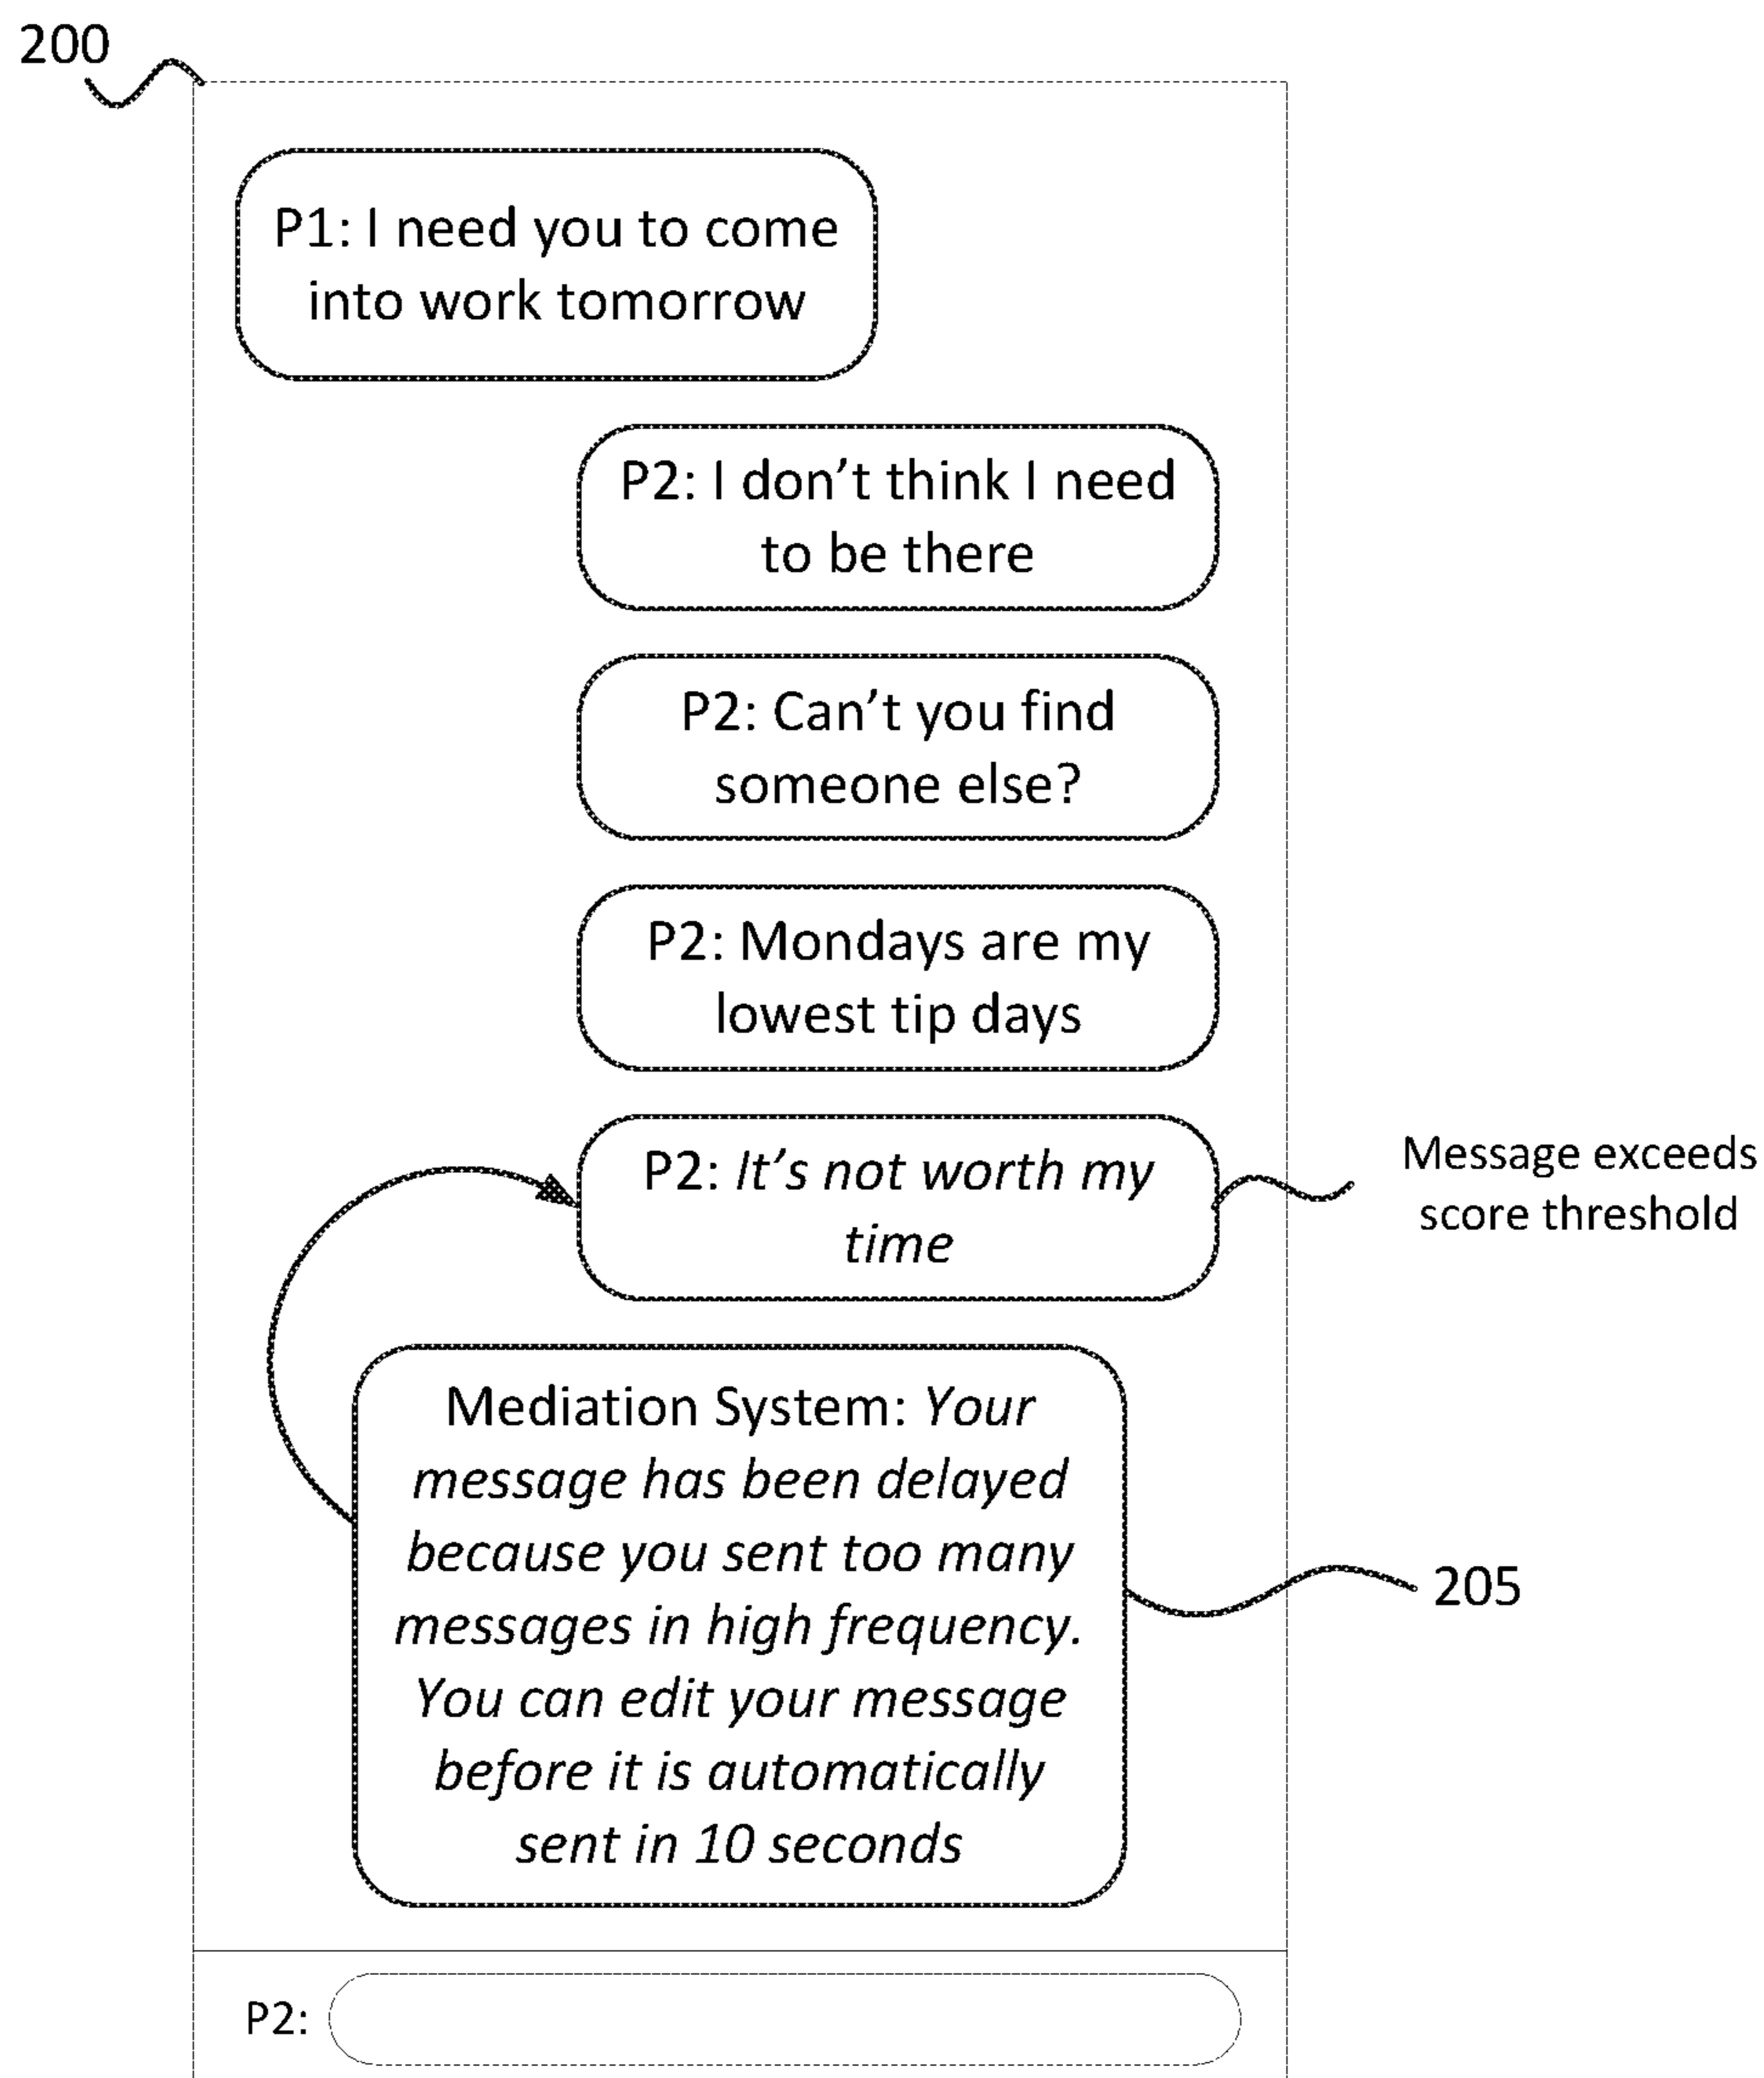 200
P1: I need you to come
into work tomorrow
P2: I don’t think I need
to be there
P2: Can’t you find
someone else?
P2: Mondays are my
lowest tip days
P2: It’s not worth my
time
Message exceeds
score threshold
Mediation System: Your
message has been delayed
because you sent too many
messages in high frequency.
You can edit your message
before it is automatically
sent in 10 seconds
205
P2: